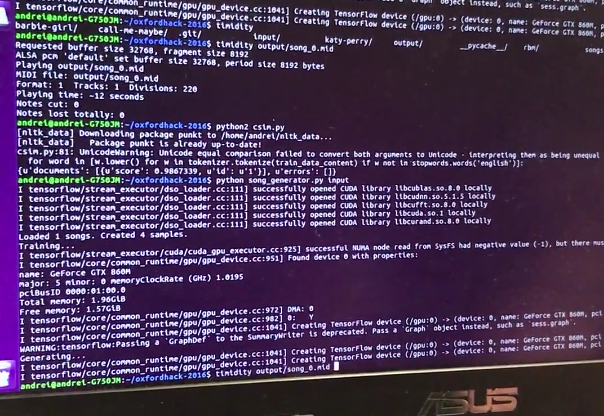 I tensorflow/core/common_runtime/gpu/gpu_device.cc:1041] Creating TensorFlow device (/gpu:0) -> (device: 0, name: GeForce GTX 860M, pci
andrei@andrei-G750JM:~/oxfordhack-2016$ timidity
barbie-girl/ call-me-maybe/ .git/ input/ katy-perry/ output/ __pycache__/ rbm/ songs
andrei@andrei-G750JM:~/oxfordhack-2016$ timidity output/song_0.mid
Requested buffer size 32768, fragment size 8192
ALSA pcm 'default' set buffer size 32768, period size 8192 bytes
Playing output/song_0.mid
MIDI file: output/song_0.mid
Format: 1 Tracks: 1 Divisions: 220
Playing time: ~12 seconds
Notes cut: 0
Notes lost totally: 0
andrei@andrei-G750JM:~/oxfordhack-2016$ python2 csim.py
[nltk_data] Downloading package punkt to /home/andrei/nltk_data...
[nltk_data] Package punkt is already up-to-date!
csim.py:81: UnicodeWarning: Unicode equal comparison failed to convert both arguments to Unicode - interpreting them as being unequal
for word in [w.lower() for w in tokenizer.tokenize(train_data_content) if w not in stopwords.words('english')]:
{u'documents': [{u'score': 0.9867339, u'id': u'1'}], u'errors': []}
andrei@andrei-G750JM:~/oxfordhack-2016$ python song_generator.py input
I tensorflow/stream_executor/dso_loader.cc:111] successfully opened CUDA library libcublas.so.8.0 locally
I tensorflow/stream_executor/dso_loader.cc:111] successfully opened CUDA library libcudnn.so.5.1.5 locally
I tensorflow/stream_executor/dso_loader.cc:111] successfully opened CUDA library libcufft.so.8.0 locally
I tensorflow/stream_executor/dso_loader.cc:111] successfully opened CUDA library libcuda.so.1 locally
I tensorflow/stream_executor/dso_loader.cc:111] successfully opened CUDA library libcurand.so.8.0 locally
Loaded 1 songs. Created 4 samples.
Training...
I tensorflow/stream_executor/cuda/cuda_gpu_executor.cc:925] successful NUMA node read from SysFS had negative value (-1), but there mus
I tensorflow/core/common_runtime/gpu/gpu_device.cc:951] Found device 0 with properties:
name: GeForce GTX 860M
major: 5 minor: 0 memoryClockRate (GHz) 1.0195
pciBusID 0000:01:00.0
Total memory: 1.96GiB
Free memory: 1.57GiB
I tensorflow/core/common_runtime/gpu/gpu_device.cc:972] DMA: 0
I tensorflow/core/common_runtime/gpu/gpu_device.cc:982] 0: Y
I tensorflow/core/common_runtime/gpu/gpu_device.cc:1041] Creating TensorFlow device (/gpu:0) -> (device: 0, name: GeForce GTX 860M, pci
WARNING:tensorflow:Passing a `GraphDef` to the SummaryWriter is deprecated. Pass a `Graph` object instead, such as `sess.graph`.
Generating...
I tensorflow/core/common_runtime/gpu/gpu_device.cc:1041] Creating TensorFlow device (/gpu:0) -> (device: 0, name: GeForce GTX 860M, pci
I tensorflow/core/common_runtime/gpu/gpu_device.cc:1041] Creating TensorFlow device (/gpu:0) -> (device: 0, name: GeForce GTX 860M, pci
andrei@andrei-G750JM:~/oxfordhack-2016$ timidity output/song_0.mid
ASUS